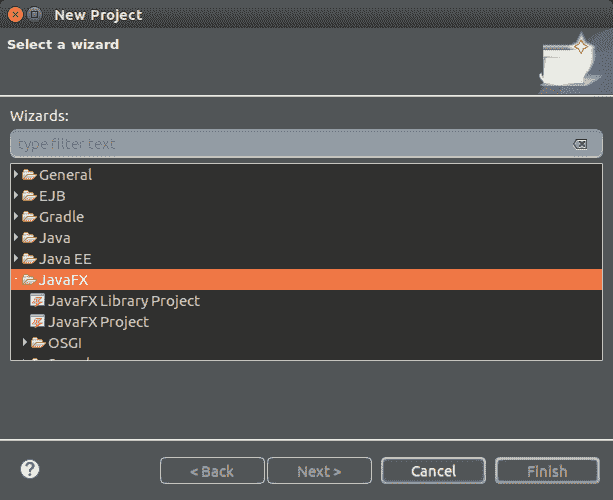 New Project
Select a wizard
Wizards:
type filter text
General
EJB
Gradle
Java
Java EE
JavaFX
JavaFX Library Project
JavaFX Project
OSGI
? < Back Next > Cancel Finish